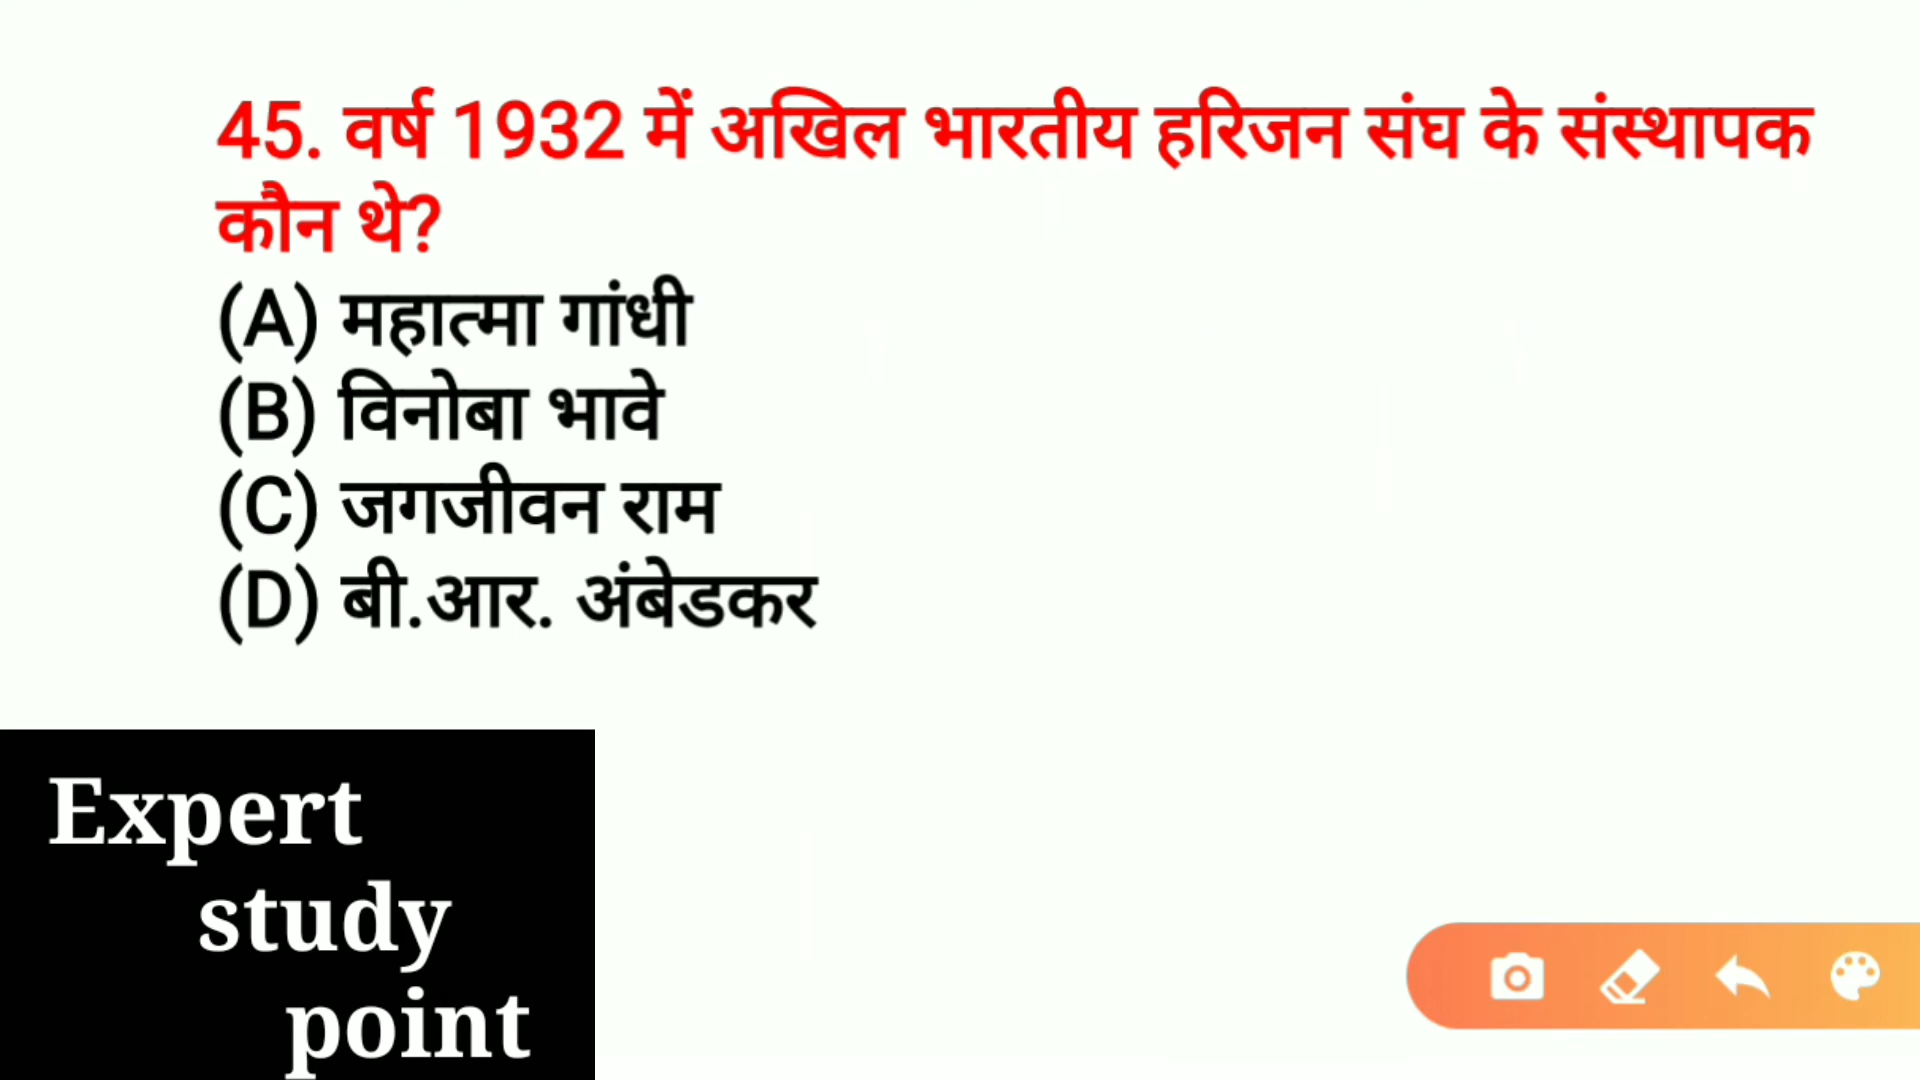 45. वर्ष 1932 में अखिल भारतीय हरिजन संघ के संस्थापक
कौन थे?
(A) महात्मा गांधी
(B) विनोबा भावे
(C) जगजीवन राम
(D) बी.आर. अंबेडकर
Expert
study
point